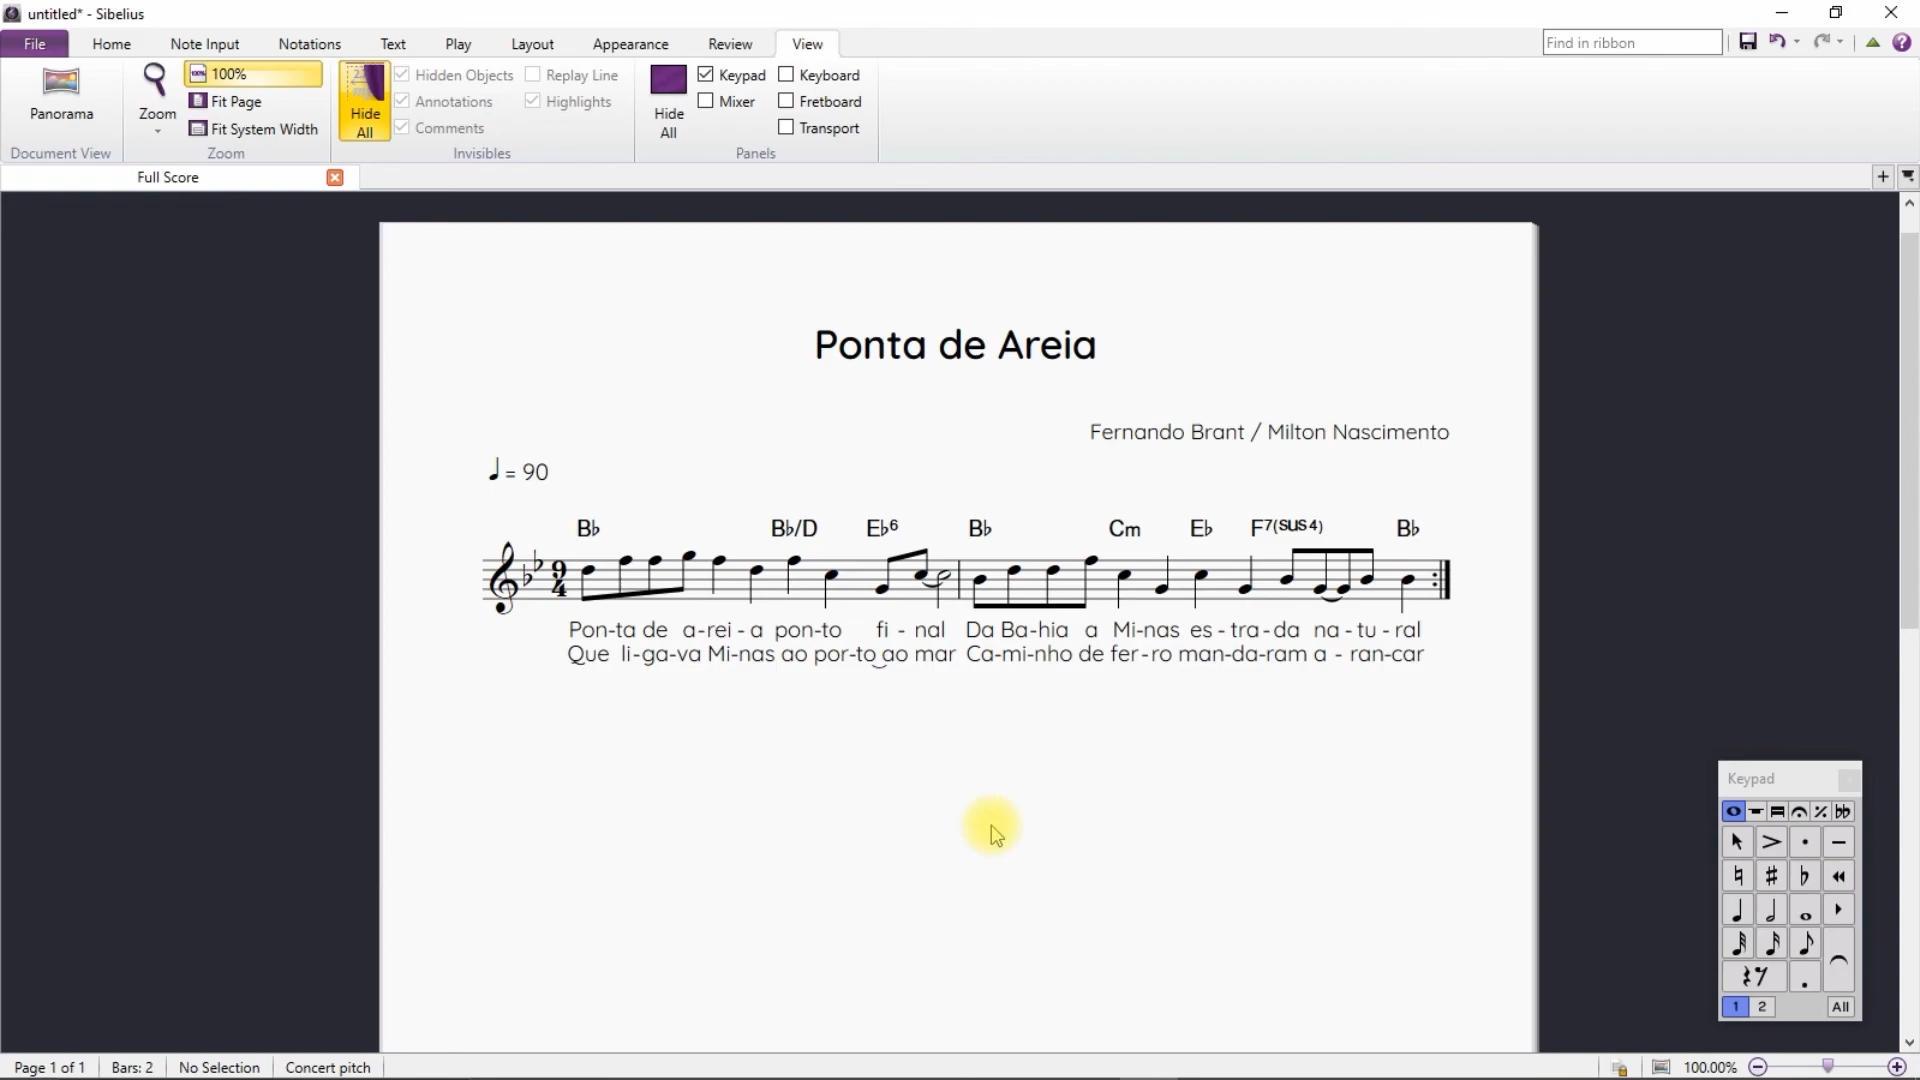 untitled* - Sibelius
File Home Note Input Notations Text Play Layout Appearance Review View Find in ribbon
Panorama
Document View
Zoom
100%
Fit Page
Fit System Width
Zoom
Hide All
Hidden Objects
Annotations
Comments
Replay Line
Highlights
Invisibles
Hide All
Keypad
Mixer
Keyboard
Fretboard
Transport
Panels
Full Score
Ponta de Areia
Fernando Brant / Milton Nascimento
♩ = 90
B♭ B♭/D E♭6 B♭ Cm E♭ F7(sus4) B♭
9
4
Pon-ta de a-rei-a pon-to fi-nal Da Ba-hia a Mi-nas es-tra-da na-tu-ral
Que li-ga-va Mi-nas ao por-to‿ao mar Ca-mi-nho de fer-ro man-da-ram a-ran-car
Keypad
1 2 All
Page 1 of 1 Bars: 2 No Selection Concert pitch 100.00%